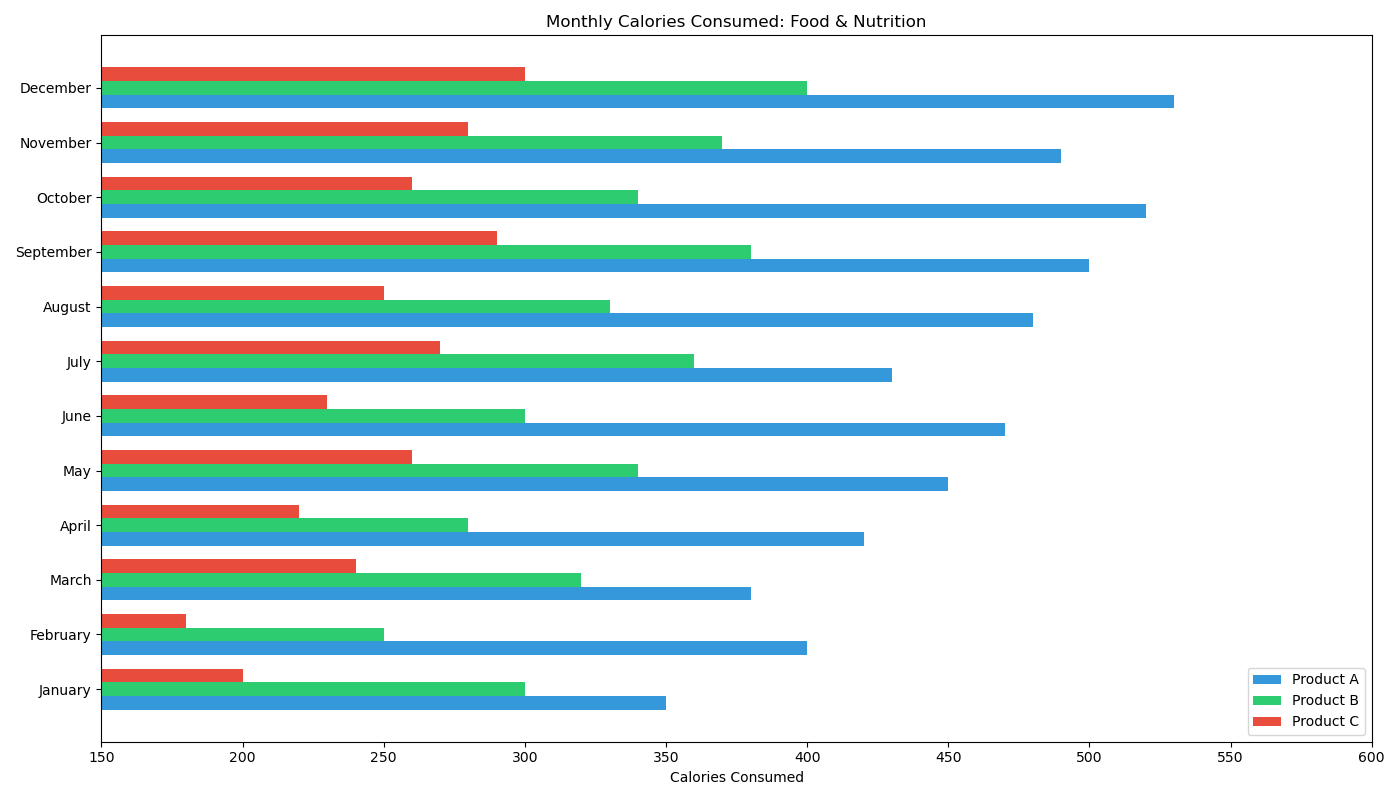 Monthly Calories Consumed: Food & Nutrition
December
November
October
September
August
July
June
May
April
March
February
January
Product A
Product B
Product C
150 200 250 300 350 400 450 500 550 600
Calories Consumed